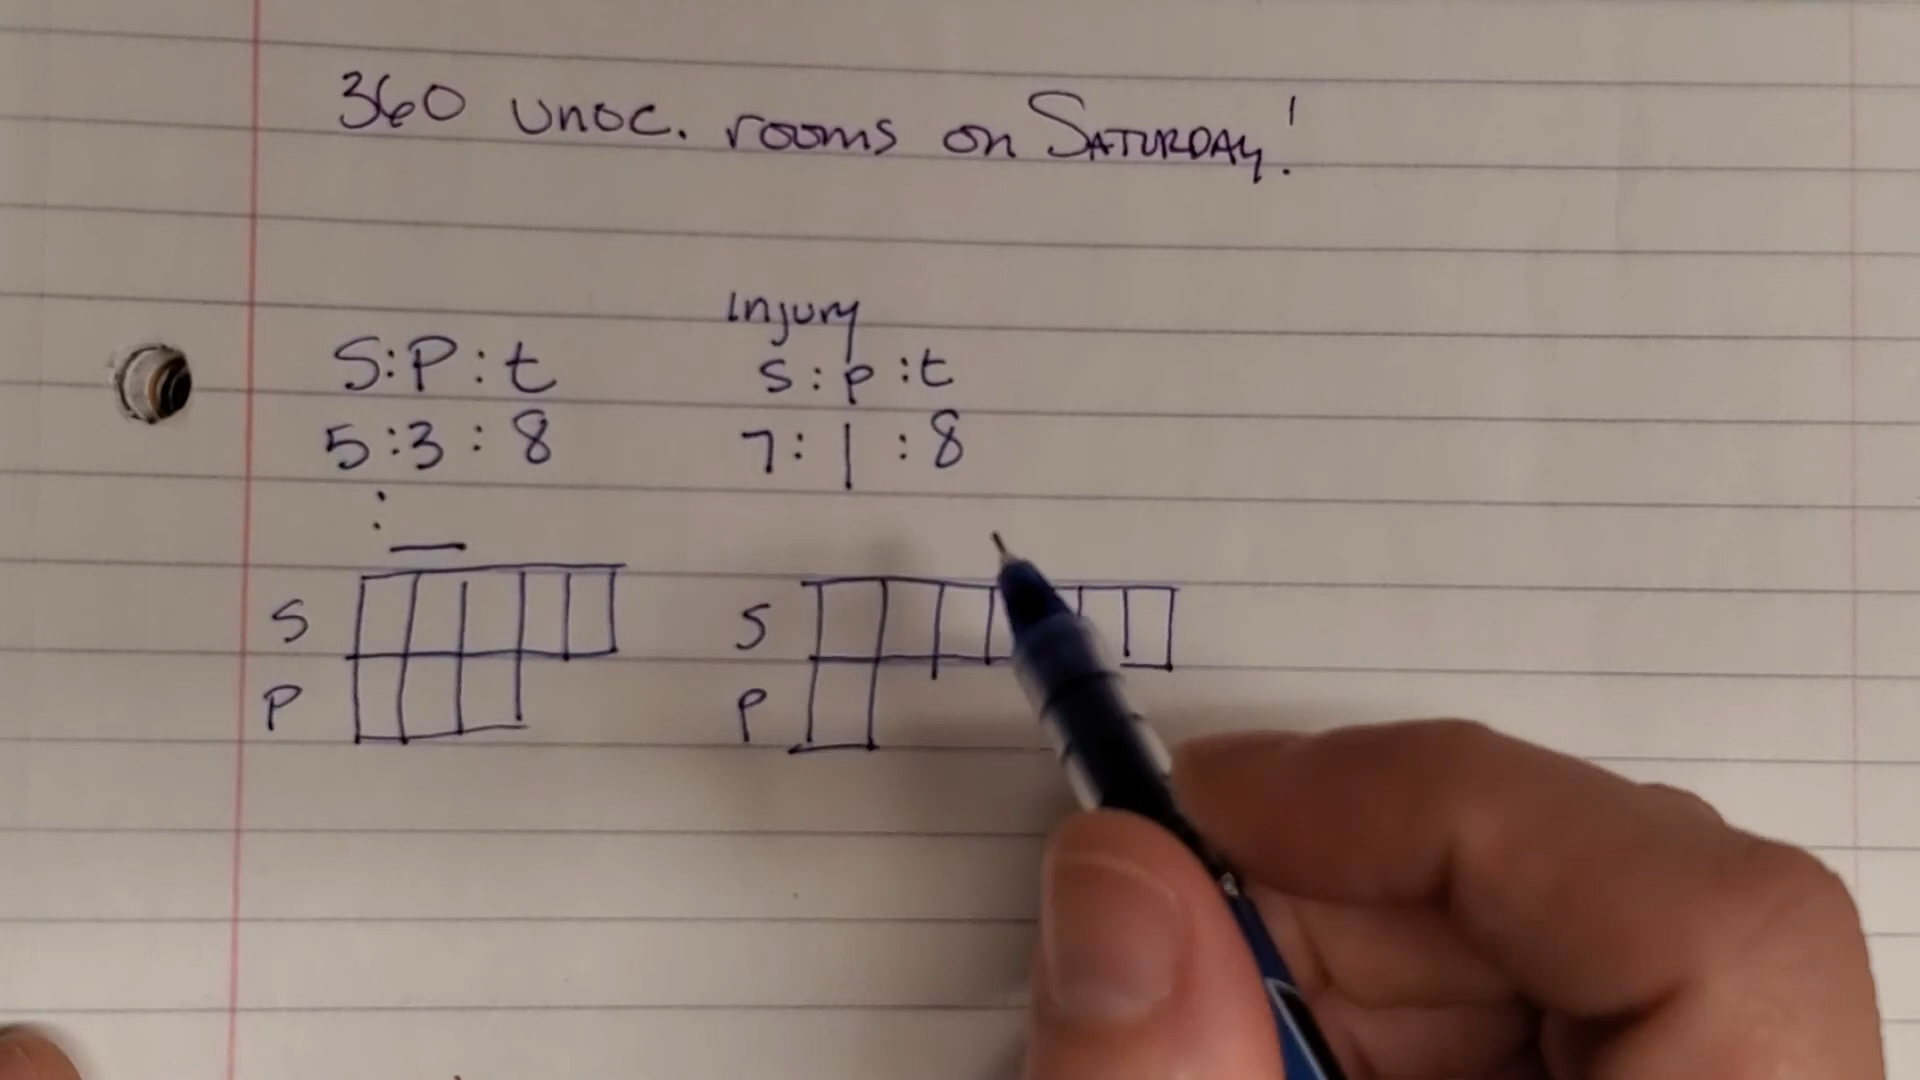 360 unoc. rooms on SATURDAY!
Injury
S:P:t
s:p:t
5:3:8
7:1:8
:
S
S
P
P